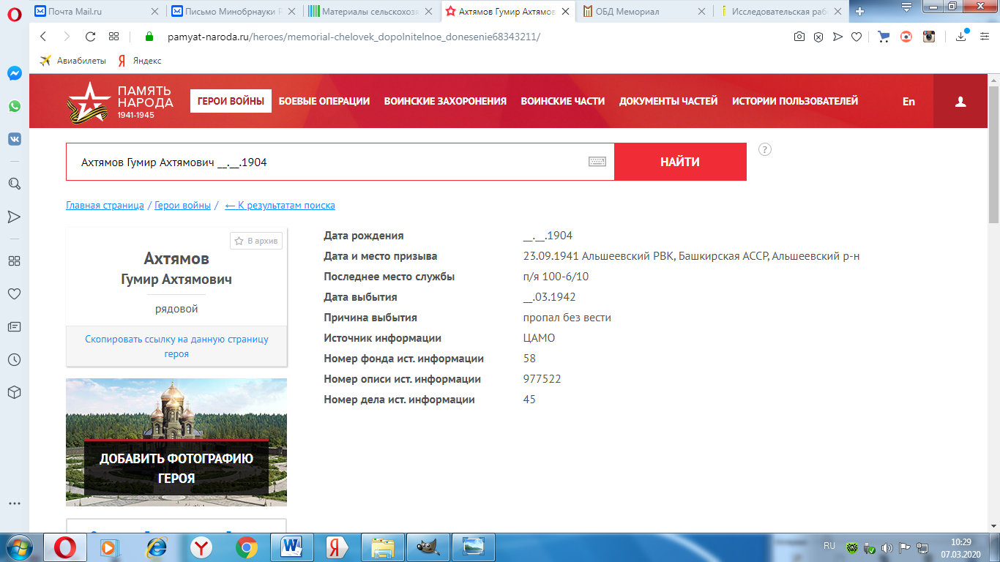 Почта Mail.ru
Письмо Минобрнауки Р
Материалы сельскохоз
Ахтямов Гумир Ахтямов
ОБД Мемориал
Исследовательская раб
pamyat-naroda.ru/heroes/memorial-chelovek_dopolnitelnoe_donesenie68343211/
Авиабилеты
Яндекс
ПАМЯТЬ
НАРОДА
1941-1945
ГЕРОИ ВОЙНЫ
БОЕВЫЕ ОПЕРАЦИИ
ВОИНСКИЕ ЗАХОРОНЕНИЯ
ВОИНСКИЕ ЧАСТИ
ДОКУМЕНТЫ ЧАСТЕЙ
ИСТОРИИ ПОЛЬЗОВАТЕЛЕЙ
En
Ахтямов Гумир Ахтямович __.__.1904
НАЙТИ
?
Главная страница / Герои войны / ← К результатам поиска
В архив
Ахтямов
Гумир Ахтямович
рядовой
Скопировать ссылку на данную страницу
героя
ДОБАВИТЬ ФОТОГРАФИЮ
ГЕРОЯ
Дата рождения __.__.1904
Дата и место призыва 23.09.1941 Альшеевский РВК, Башкирская АССР, Альшеевский р-н
Последнее место службы п/я 100-6/10
Дата выбытия __.03.1942
Причина выбытия пропал без вести
Источник информации ЦАМО
Номер фонда ист. информации 58
Номер описи ист. информации 977522
Номер дела ист. информации 45
RU
10:29
07.03.2020